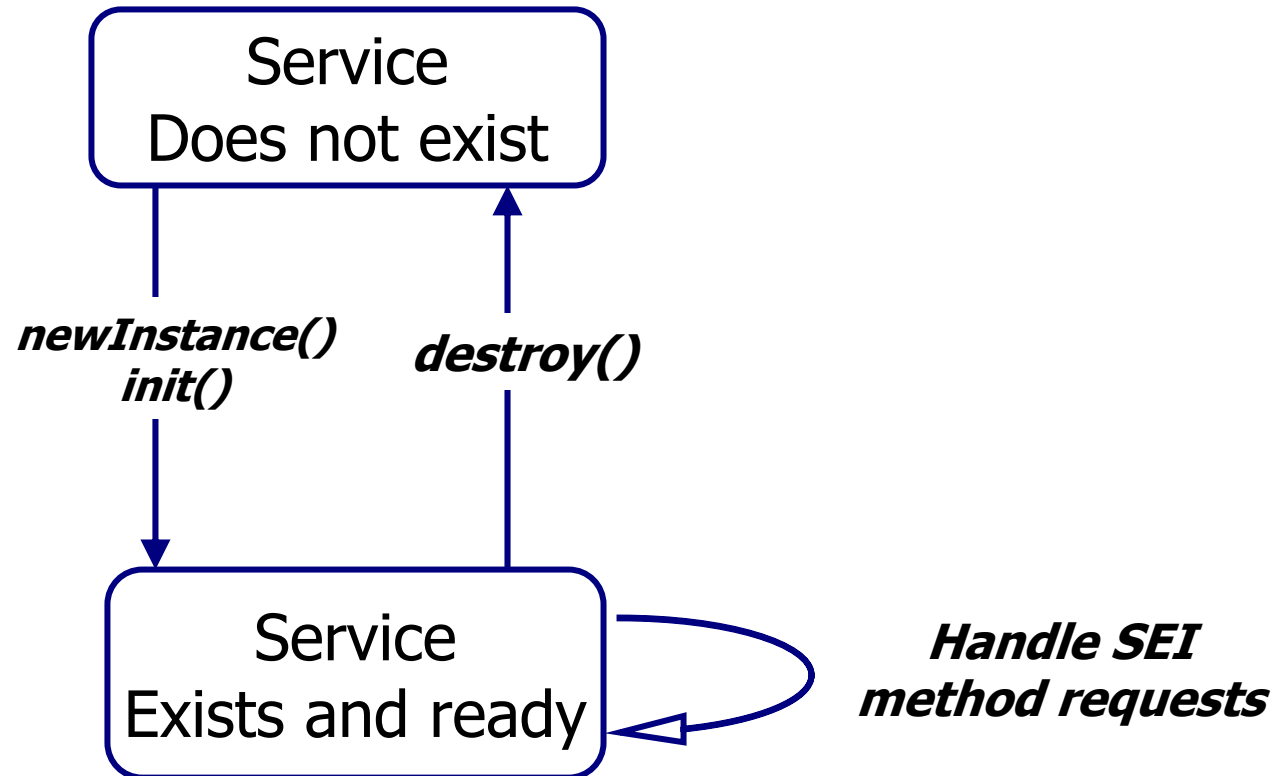 Service
Does not exist
newInstance()
init()
destroy()
Service
Exists and ready
Handle SEI
method requests